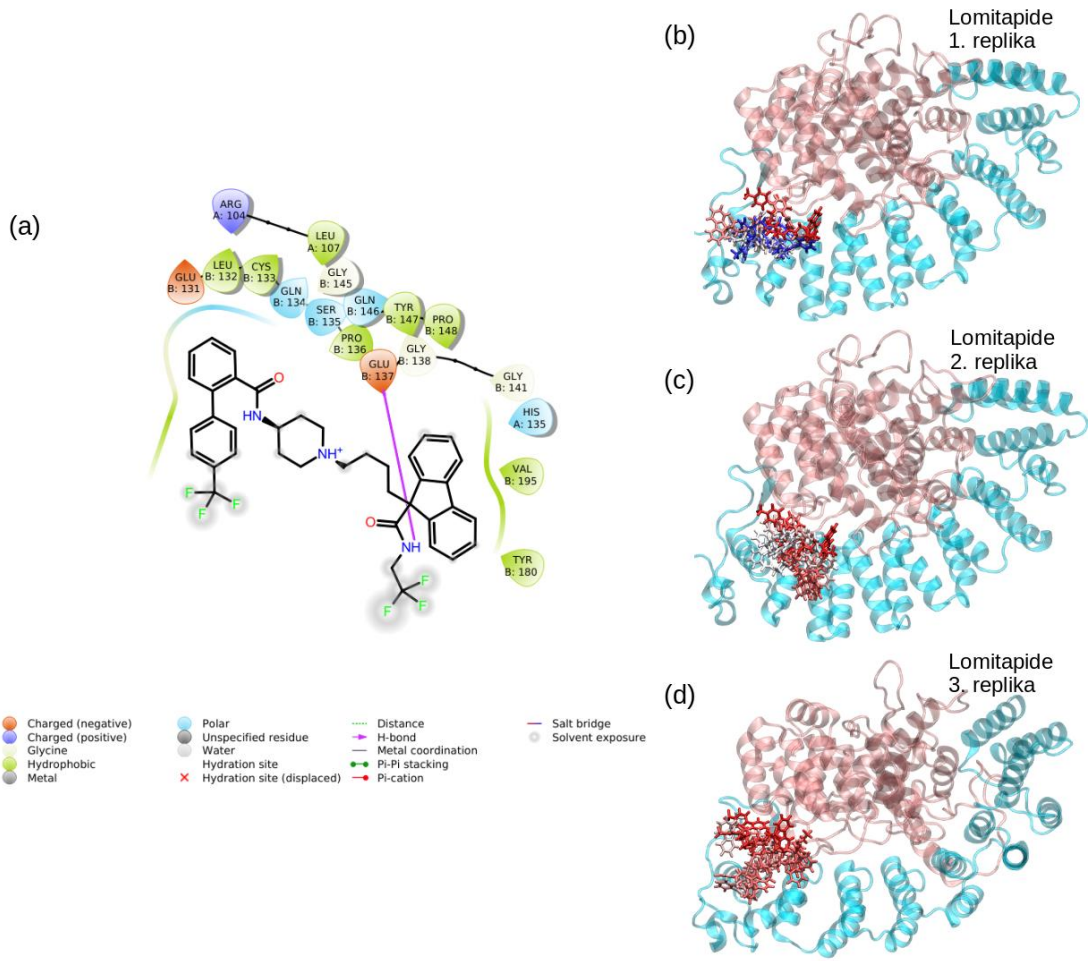 (a)
ARG
A: 104
LEU
A: 107
GLU
B: 131
LEU
B: 132
CYS
B: 133
GLN
B: 134
GLY
B: 145
SER
B: 135
GLN
B: 146
TYR
B: 147
PRO
B: 148
PRO
B: 136
GLU
B: 137
GLY
B: 138
GLY
B: 141
HIS
A: 135
VAL
B: 195
TYR
B: 180
O
HN
NH+
F
F
F
O
NH
F
F
F
Charged (negative)
Charged (positive)
Glycine
Hydrophobic
Metal
Polar
Unspecified residue
Water
Hydration site
Hydration site (displaced)
Distance
H-bond
Metal coordination
Pi-Pi stacking
Pi-cation
Salt bridge
Solvent exposure
(b)
Lomitapide
1. replika
(c)
Lomitapide
2. replika
(d)
Lomitapide
3. replika